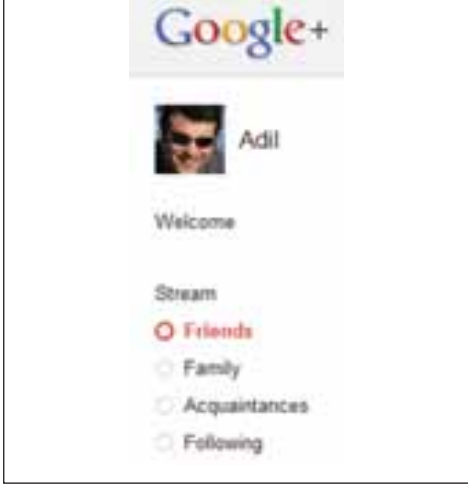 Google+
Adil
Welcome
Stream
Friends
Family
Acquaintances
Following